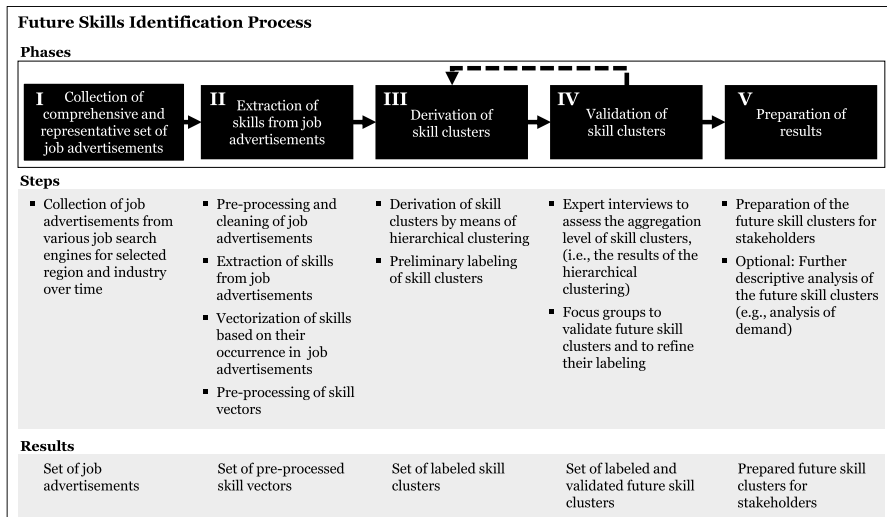 Future Skills Identification Process
Phases
I
Collection of
comprehensive and
representative set of
job advertisements
II
Extraction of
skills from job
advertisements
III
Derivation of
skill clusters
IV
Validation of
skill clusters
V
Preparation of
results
Steps
▪ Collection of job
advertisements from
various job search
engines for selected
region and industry
over time
▪ Pre-processing and
cleaning of job
advertisements
▪ Extraction of skills
from job
advertisements
▪ Vectorization of skills
based on their
occurrence in job
advertisements
▪ Pre-processing of skill
vectors
▪ Derivation of skill
clusters by means of
hierarchical clustering
▪ Preliminary labeling
of skill clusters
▪ Expert interviews to
assess the aggregation
level of skill clusters,
(i.e., the results of the
hierarchical
clustering)
▪ Focus groups to
validate future skill
clusters and to refine
their labeling
▪ Preparation of the
future skill clusters for
stakeholders
▪ Optional: Further
descriptive analysis of
the future skill clusters
(e.g., analysis of
demand)
Results
Set of job
advertisements
Set of pre-processed
skill vectors
Set of labeled skill
clusters
Set of labeled and
validated future skill
clusters
Prepared future skill
clusters for
stakeholders